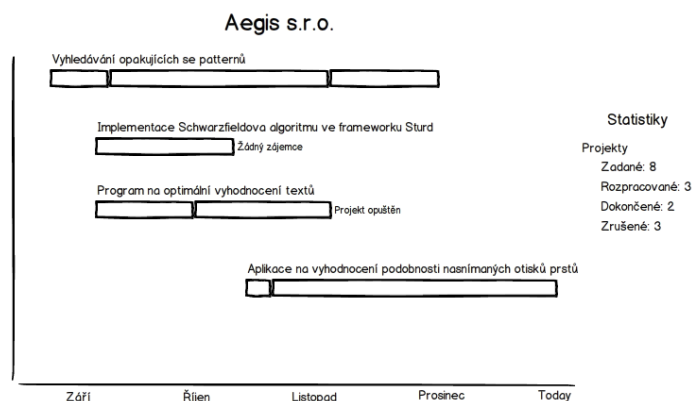 Aegis s.r.o.
Vyhledávání opakujících se patternů
Implementace Schwarzfieldova algoritmu ve frameworku Sturd
Žádný zájemce
Program na optimální vyhodnocení textů
Projekt opuštěn
Aplikace na vyhodnocení podobnosti nasnímaných otisků prstů
Statistiky
Projekty
Zadané: 8
Rozpracované: 3
Dokončené: 2
Zrušené: 3
Září Říjen Listopad Prosinec Today